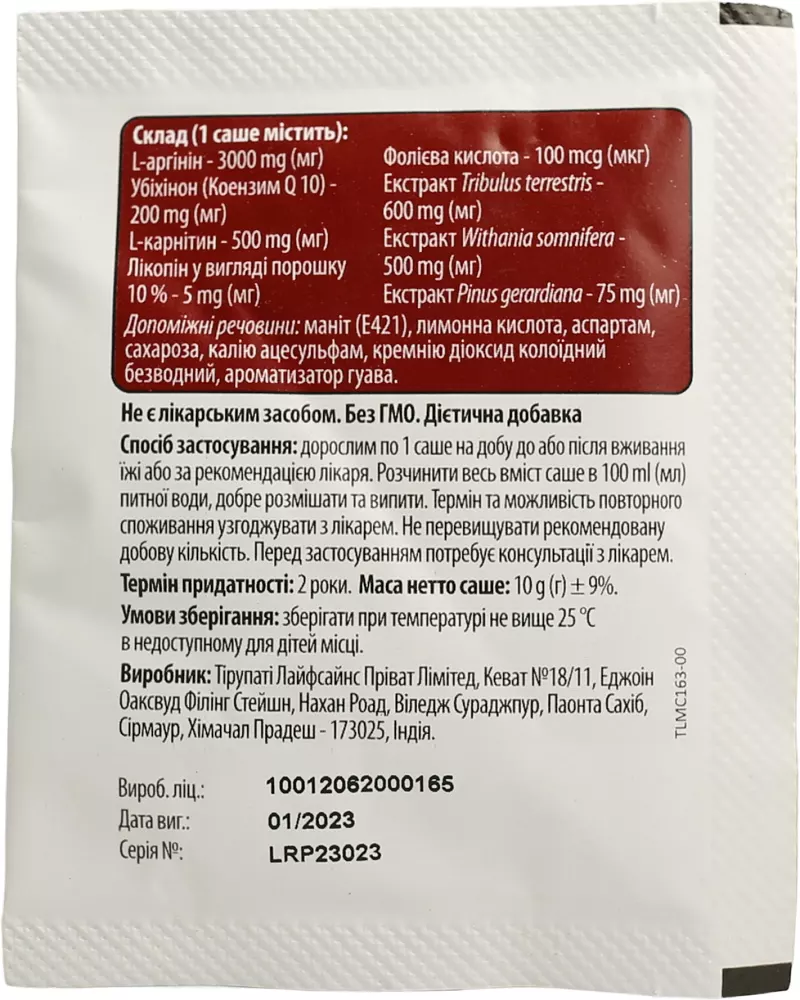 Склад (1 саше містить):
L-аргінін - 3000 mg (мг)
Убіхінон (Коензим Q 10) -
200 mg (мг)
L-карнітин - 500 mg (мг)
Лікопін у вигляді порошку
10 % - 5 mg (мг)
Фолієва кислота - 100 mcg (мкг)
Екстракт Tribulus terrestris -
600 mg (мг)
Екстракт Withania somnifera -
500 mg (мг)
Екстракт Pinus gerardiana - 75 mg (мг)
Допоміжні речовини: маніт (Е421), лимонна кислота, аспартам,
сахароза, калію ацесульфам, кремнію діоксид колоїдний
безводний, ароматизатор гуава.
Не є лікарським засобом. Без ГМО. Дієтична добавка
Спосіб застосування: дорослим по 1 саше на добу до або після вживання
їжі або за рекомендацією лікаря. Розчинити весь вміст саше в 100 ml (мл)
питної води, добре розмішати та випити. Термін та можливість повторного
споживання узгоджувати з лікарем. Не перевищувати рекомендовану
добову кількість. Перед застосуванням потребує консультації з лікарем.
Термін придатності: 2 роки. Маса нетто саше: 10 g (г) ± 9%.
Умови зберігання: зберігати при температурі не вище 25 °C
в недоступному для дітей місці.
Виробник: Тірупаті Лайфсайнс Пріват Лімітед, Кеват №18/11, Еджоін
Оаксвуд Філінг Стейшн, Нахан Роад, Віледж Сураджпур, Паонта Сахіб,
Сірмаур, Хімачал Прадеш - 173025, Індія.
TLMC163-00
Вироб. ліц.: 10012062000165
Дата виг.: 01/2023
Серія №: LRP23023